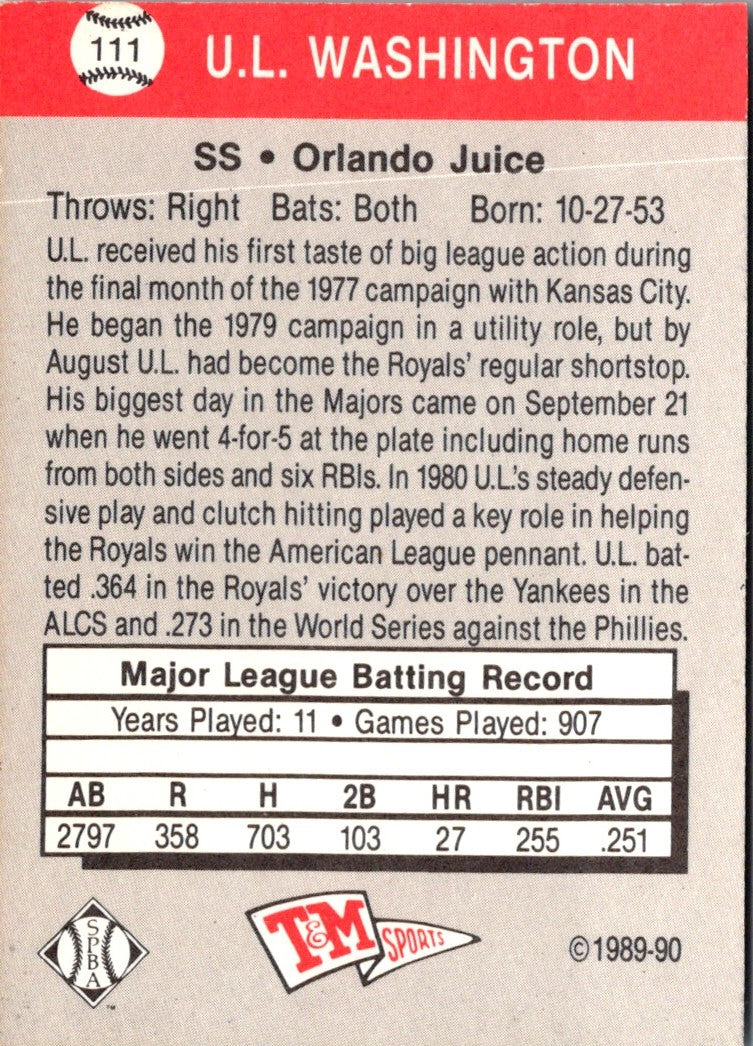 111 U.L. WASHINGTON
SS • Orlando Juice
Throws: Right Bats: Both Born: 10-27-53
U.L. received his first taste of big league action during
the final month of the 1977 campaign with Kansas City.
He began the 1979 campaign in a utility role, but by
August U.L. had become the Royals' regular shortstop.
His biggest day in the Majors came on September 21
when he went 4-for-5 at the plate including home runs
from both sides and six RBIs. In 1980 U.L.'s steady defen-
sive play and clutch hitting played a key role in helping
the Royals win the American League pennant. U.L. bat-
ted .364 in the Royals' victory over the Yankees in the
ALCS and .273 in the World Series against the Phillies.
Major League Batting Record
Years Played: 11 • Games Played: 907
AB R H 2B HR RBI AVG
2797 358 703 103 27 255 .251
SPBA
T&M SPORTS
©1989-90